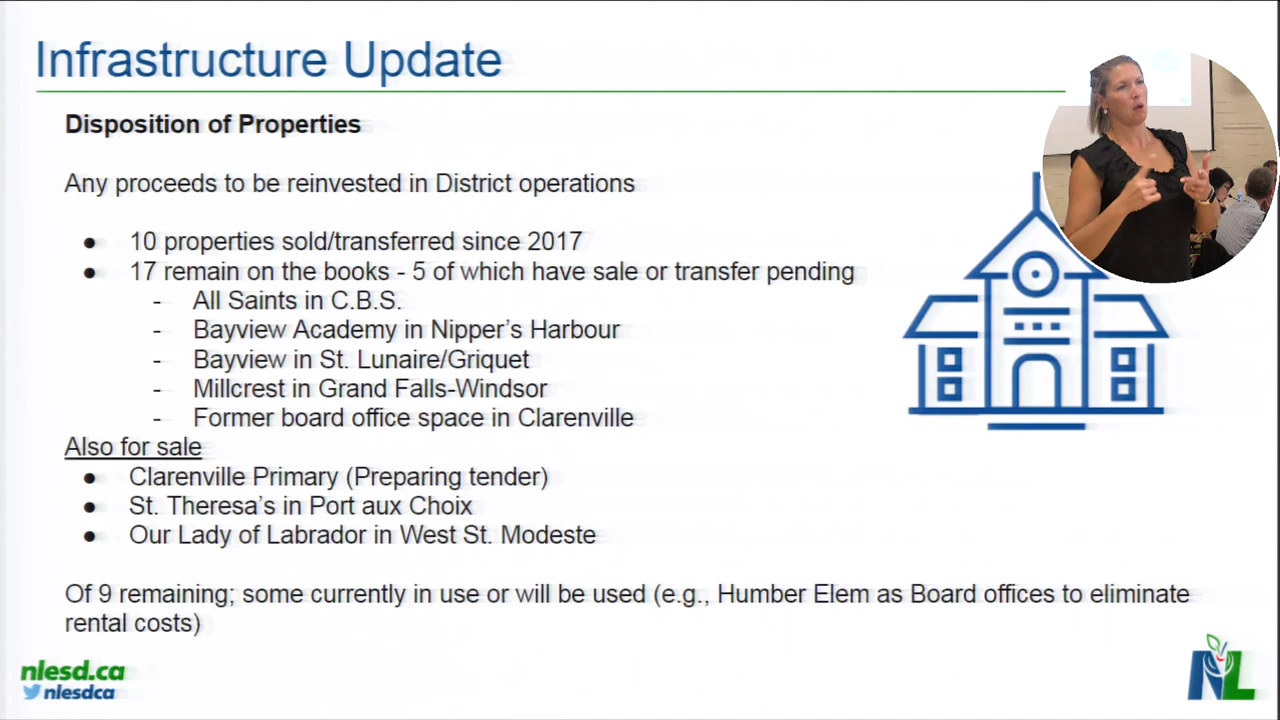 Infrastructure Update
Disposition of Properties
Any proceeds to be reinvested in District operations
● 10 properties sold/transferred since 2017
● 17 remain on the books - 5 of which have sale or transfer pending
- All Saints in C.B.S.
- Bayview Academy in Nipper's Harbour
- Bayview in St. Lunaire/Griquet
- Millcrest in Grand Falls-Windsor
- Former board office space in Clarenville
Also for sale
● Clarenville Primary (Preparing tender)
● St. Theresa's in Port aux Choix
● Our Lady of Labrador in West St. Modeste
Of 9 remaining; some currently in use or will be used (e.g., Humber Elem as Board offices to eliminate
rental costs)
nlesd.ca
nlesdca
NL